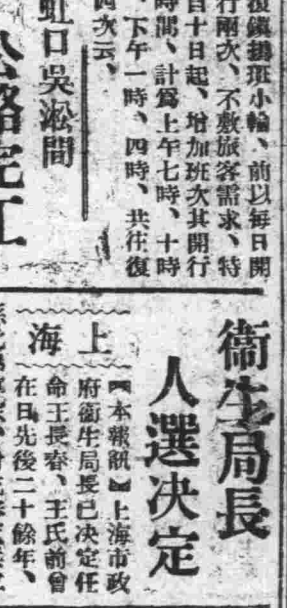 鎮揚班小輪、前以每日開
行兩次、不敷旅客需求、特
自十日起、增加班次其開行
時間、計爲上午七時、十時
、下午一時、四時、共往復
四次云、
虹口吳淞間
公路完工
衞生局長
人選決定
上海
【本報訊】上海市政
府衞生局長已決定任
命王長春、王氏前曾
在日先後二十餘年、